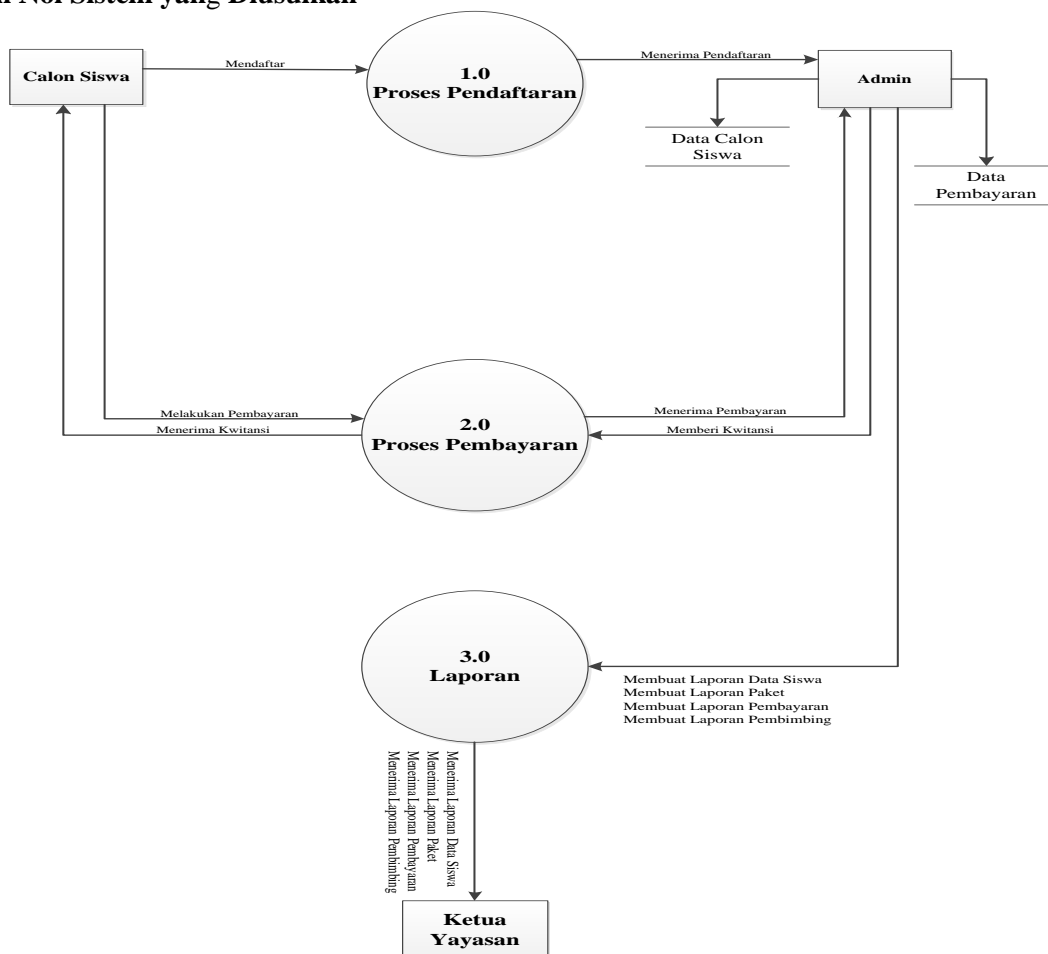 Nol Sistem yang Diusulkan
Calon Siswa
Mendaftar
1.0
Proses Pendaftaran
Menerima Pendaftaran
Admin
Data Calon
Siswa
Data
Pembayaran
Melakukan Pembayaran
Menerima Kwitansi
2.0
Proses Pembayaran
Menerima Pembayaran
Memberi Kwitansi
3.0
Laporan
Membuat Laporan Data Siswa
Membuat Laporan Paket
Membuat Laporan Pembayaran
Membuat Laporan Pembimbing
Menerima Laporan Data Siswa
Menerima Laporan Paket
Menerima Laporan Pembayaran
Menerima Laporan Pembimbing
Ketua
Yayasan